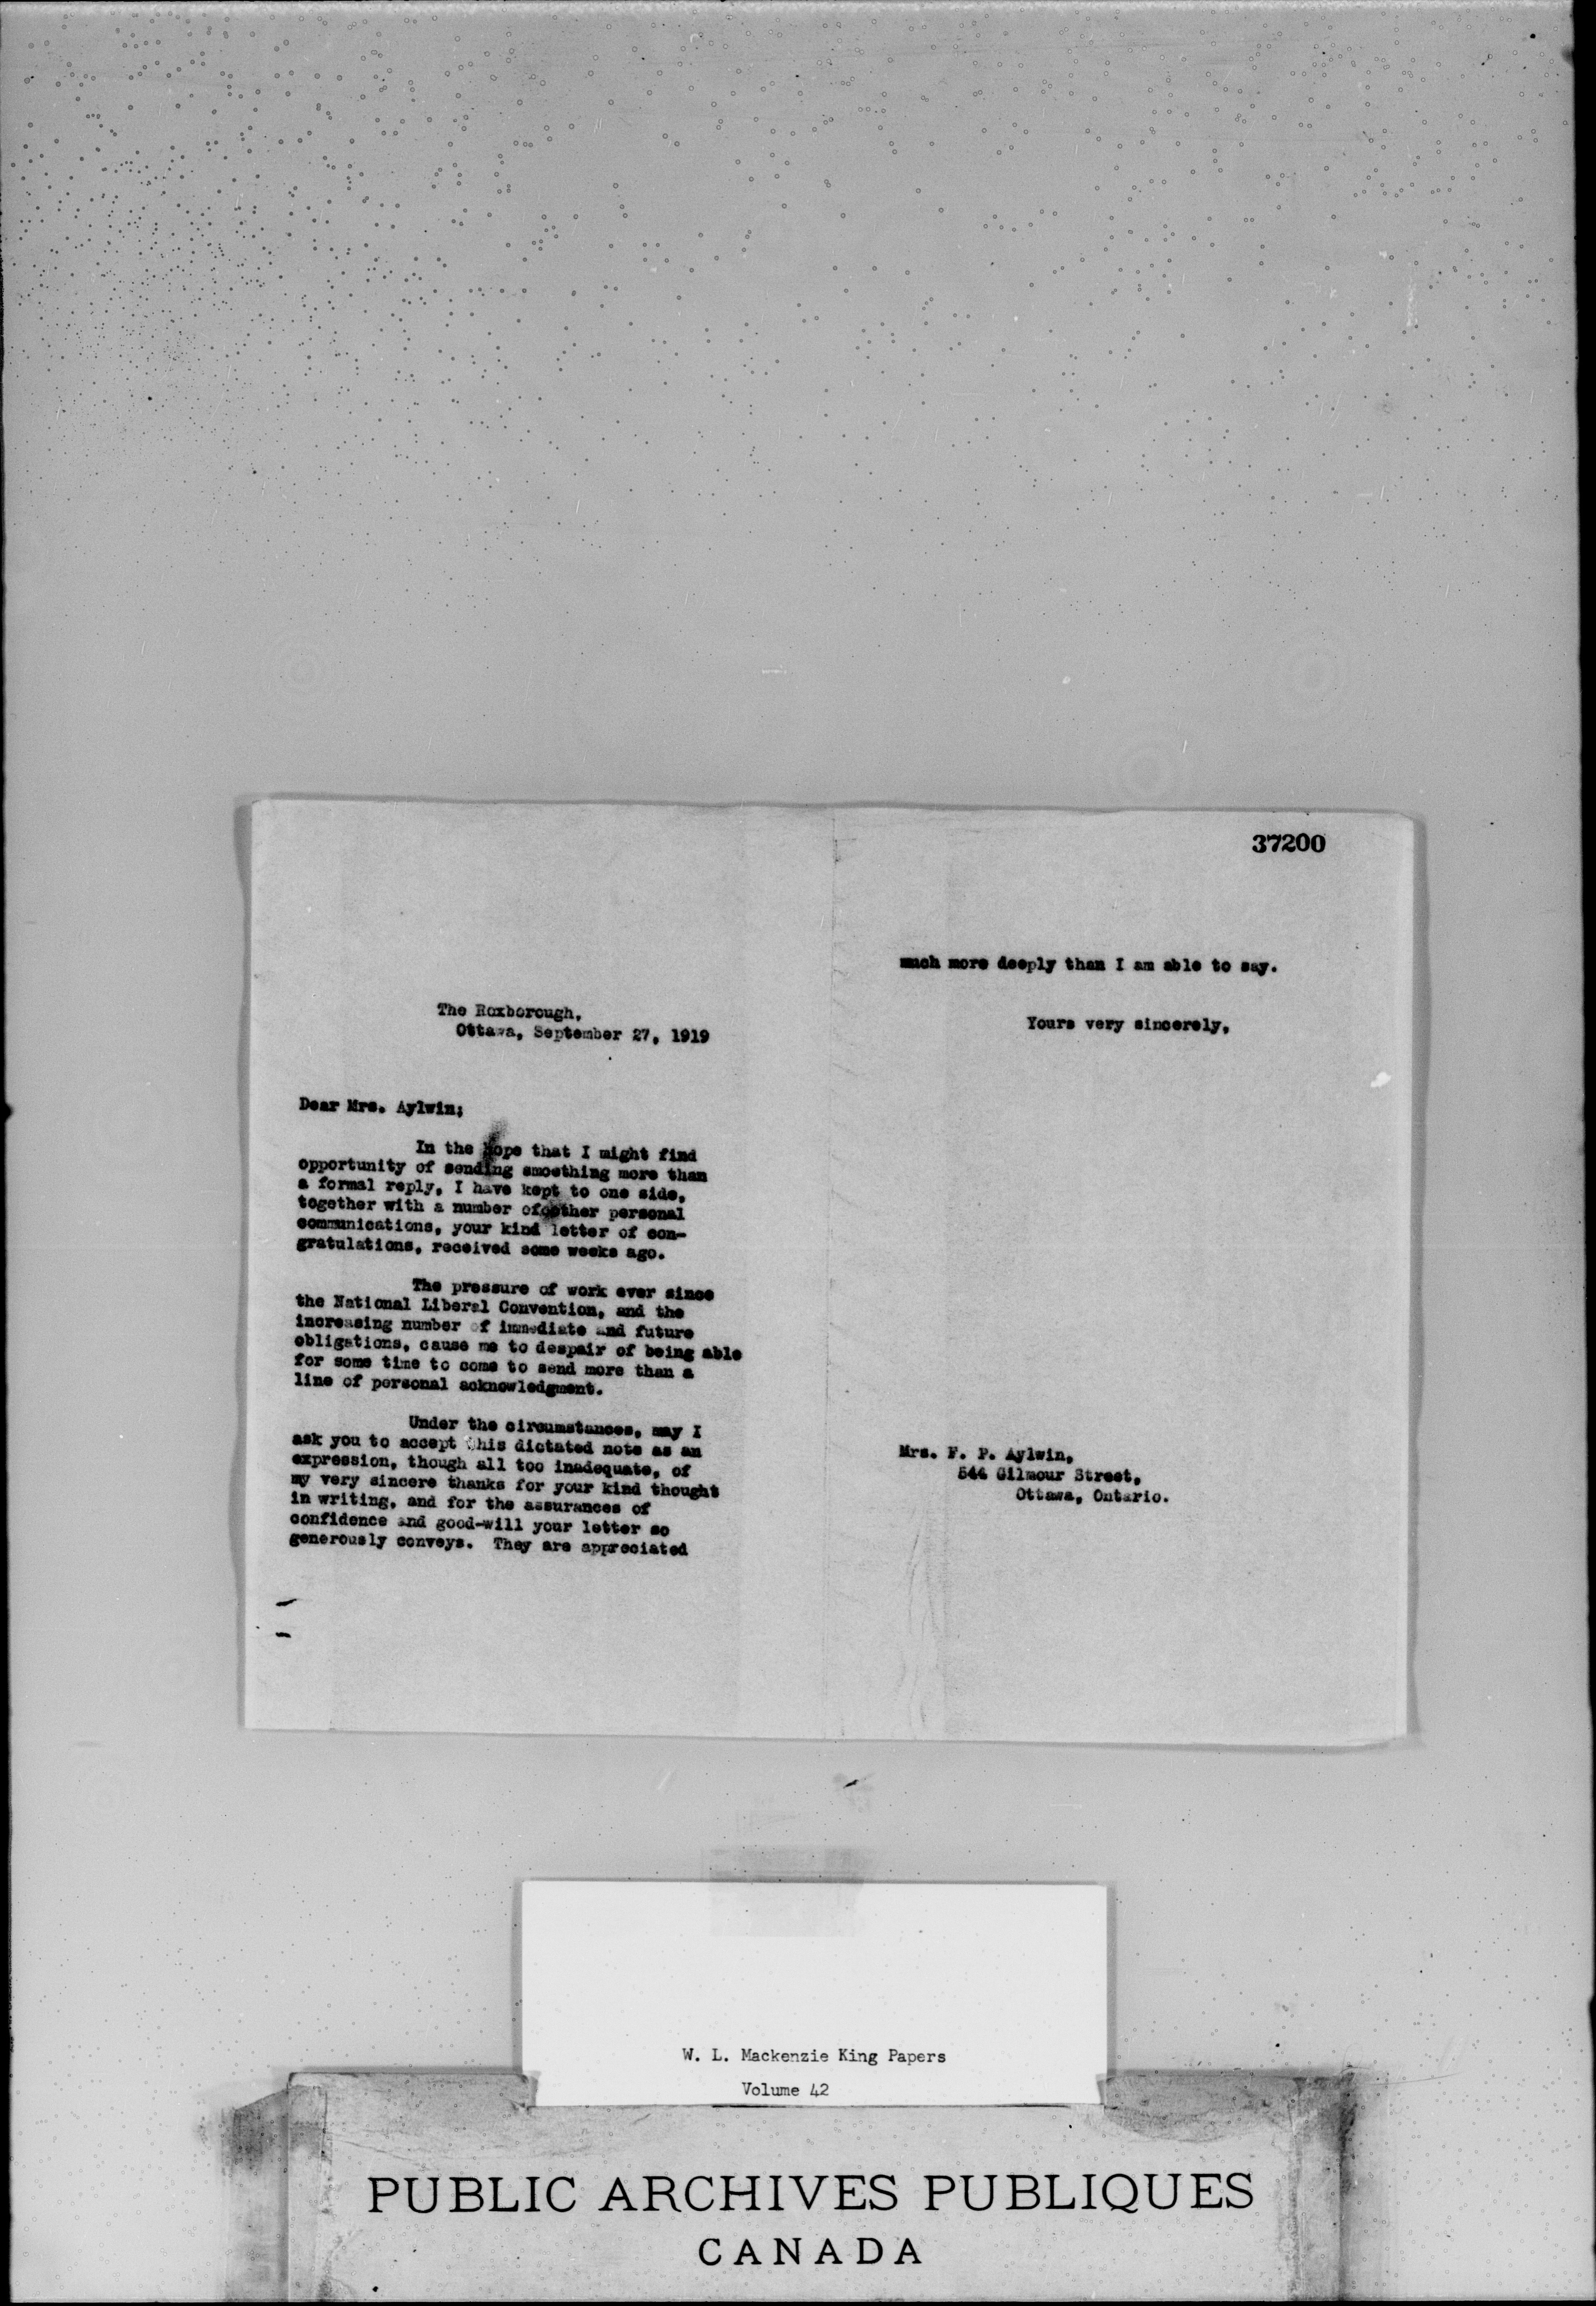 37200
The Roxborough,
Ottawa, September 27, 1919
Dear Mrs. Aylwin;
In the hope that I might find
opportunity of sending smoething more than
a formal reply, I have kept to one side,
together with a number of other personal
communications, your kind letter of con-
gratulations, received some weeks ago.
The pressure of work ever since
the National Liberal Convention, and the
increasing number of immediate and future
obligations, cause me to despair of being able
for some time to come to send more than a
line of personal acknowledgment.
Under the circumstances, may I
ask you to accept this dictated note as an
expression, though all too inadequate, of
my very sincere thanks for your kind thought
in writing, and for the assurances of
confidence and good-will your letter so
generously conveys. They are appreciated
much more deeply than I am able to say.
Yours very sincerely,
Mrs. F. P. Aylwin,
544 Gilmour Street,
Ottawa, Ontario.
W. L. Mackenzie King Papers
Volume 42
PUBLIC ARCHIVES PUBLIQUES
CANADA